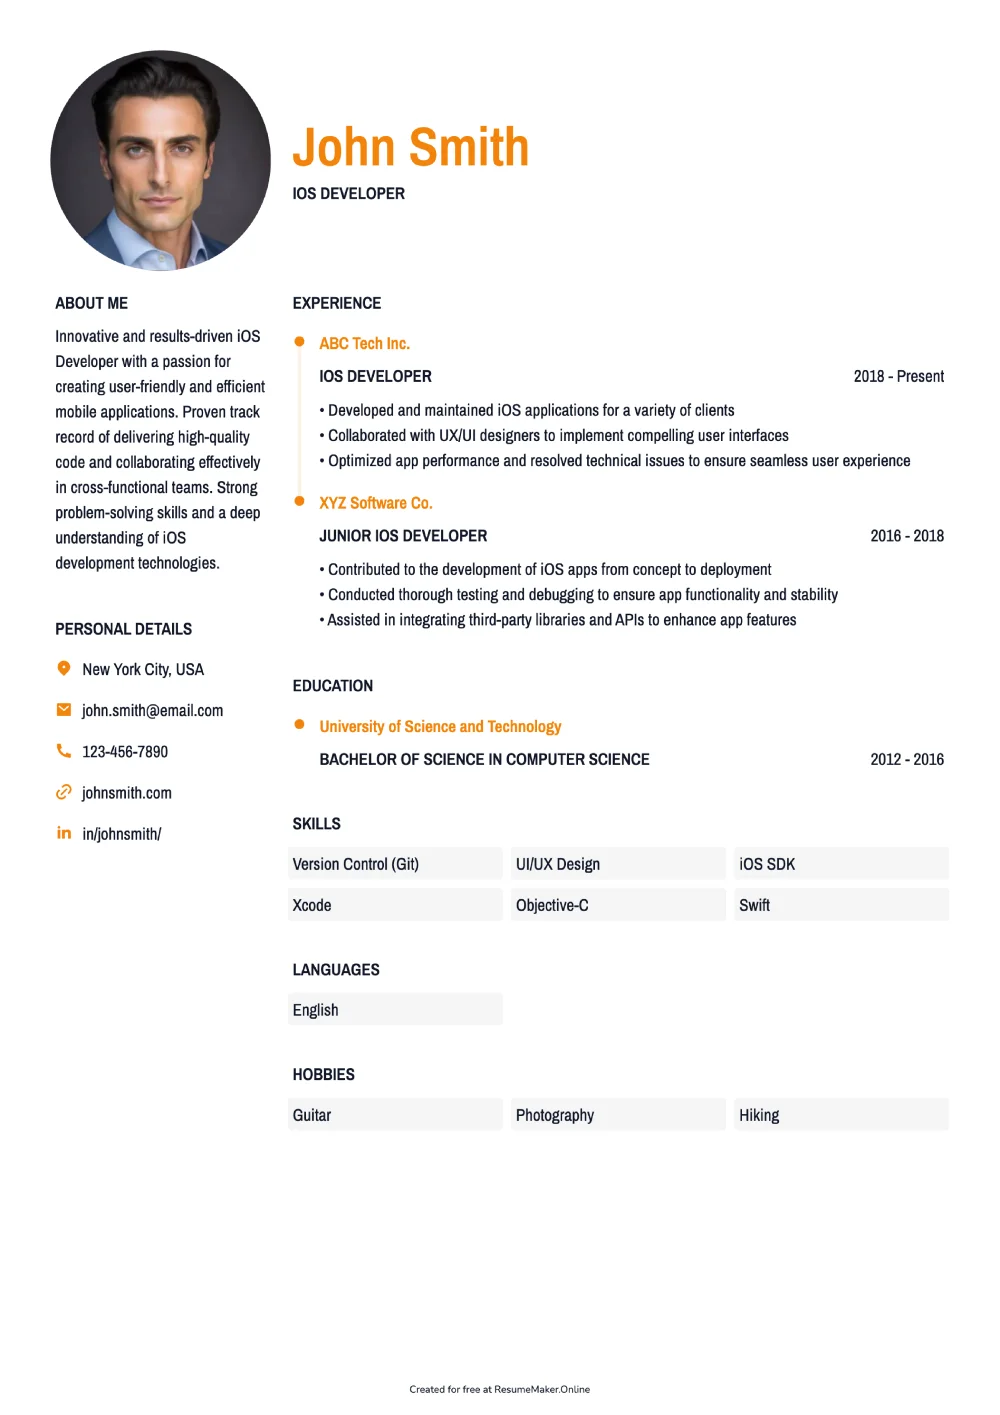 John Smith
IOS DEVELOPER
ABOUT ME
Innovative and results-driven iOS
Developer with a passion for
creating user-friendly and efficient
mobile applications. Proven track
record of delivering high-quality
code and collaborating effectively
in cross-functional teams. Strong
problem-solving skills and a deep
understanding of iOS
development technologies.
PERSONAL DETAILS
New York City, USA
john.smith@email.com
123-456-7890
johnsmith.com
in/johnsmith/
EXPERIENCE
ABC Tech Inc.
IOS DEVELOPER 2018 - Present
• Developed and maintained iOS applications for a variety of clients
• Collaborated with UX/UI designers to implement compelling user interfaces
• Optimized app performance and resolved technical issues to ensure seamless user experience
XYZ Software Co.
JUNIOR IOS DEVELOPER 2016 - 2018
• Contributed to the development of iOS apps from concept to deployment
• Conducted thorough testing and debugging to ensure app functionality and stability
• Assisted in integrating third-party libraries and APIs to enhance app features
EDUCATION
University of Science and Technology
BACHELOR OF SCIENCE IN COMPUTER SCIENCE 2012 - 2016
SKILLS
Version Control (Git) UI/UX Design iOS SDK
Xcode Objective-C Swift
LANGUAGES
English
HOBBIES
Guitar Photography Hiking
Created for free at ResumeMaker.Online